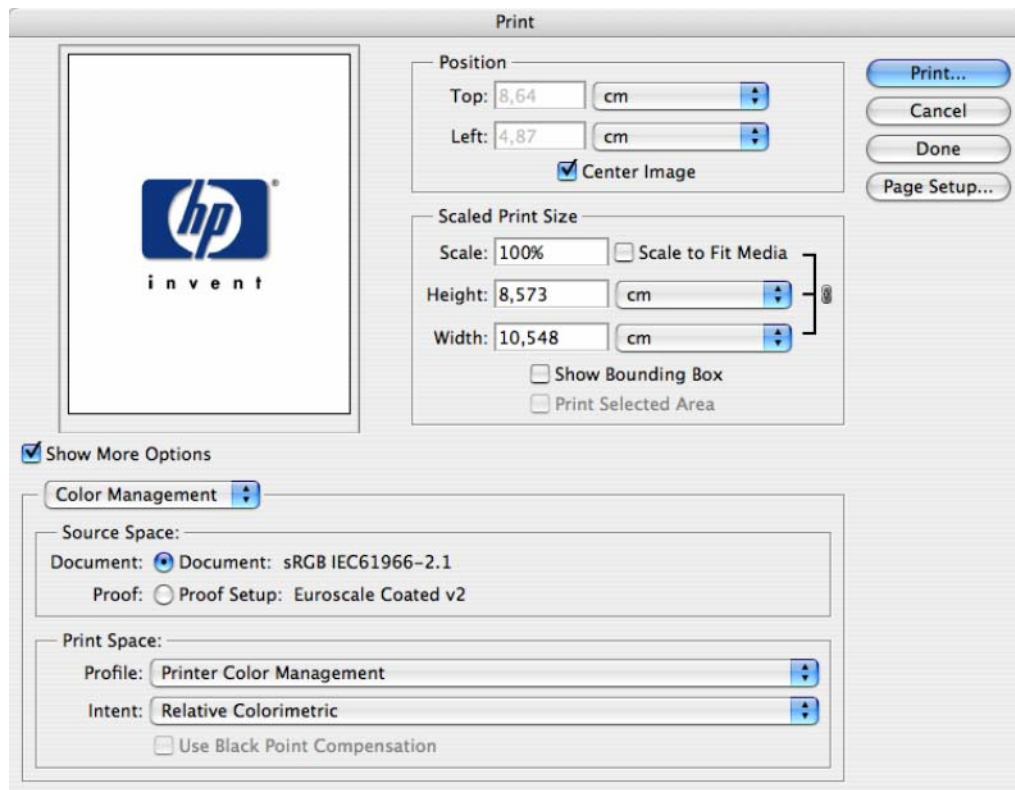 Print
hp
invent
Position
Top: 8,64 cm
Left: 4,87 cm
Center Image
Print...
Cancel
Done
Page Setup...
Scaled Print Size
Scale: 100% Scale to Fit Media
Height: 8,573 cm
Width: 10,548 cm
Show Bounding Box
Print Selected Area
Show More Options
Color Management
Source Space:
Document: Document: sRGB IEC61966-2.1
Proof: Proof Setup: Euroscale Coated v2
Print Space:
Profile: Printer Color Management
Intent: Relative Colorimetric
Use Black Point Compensation